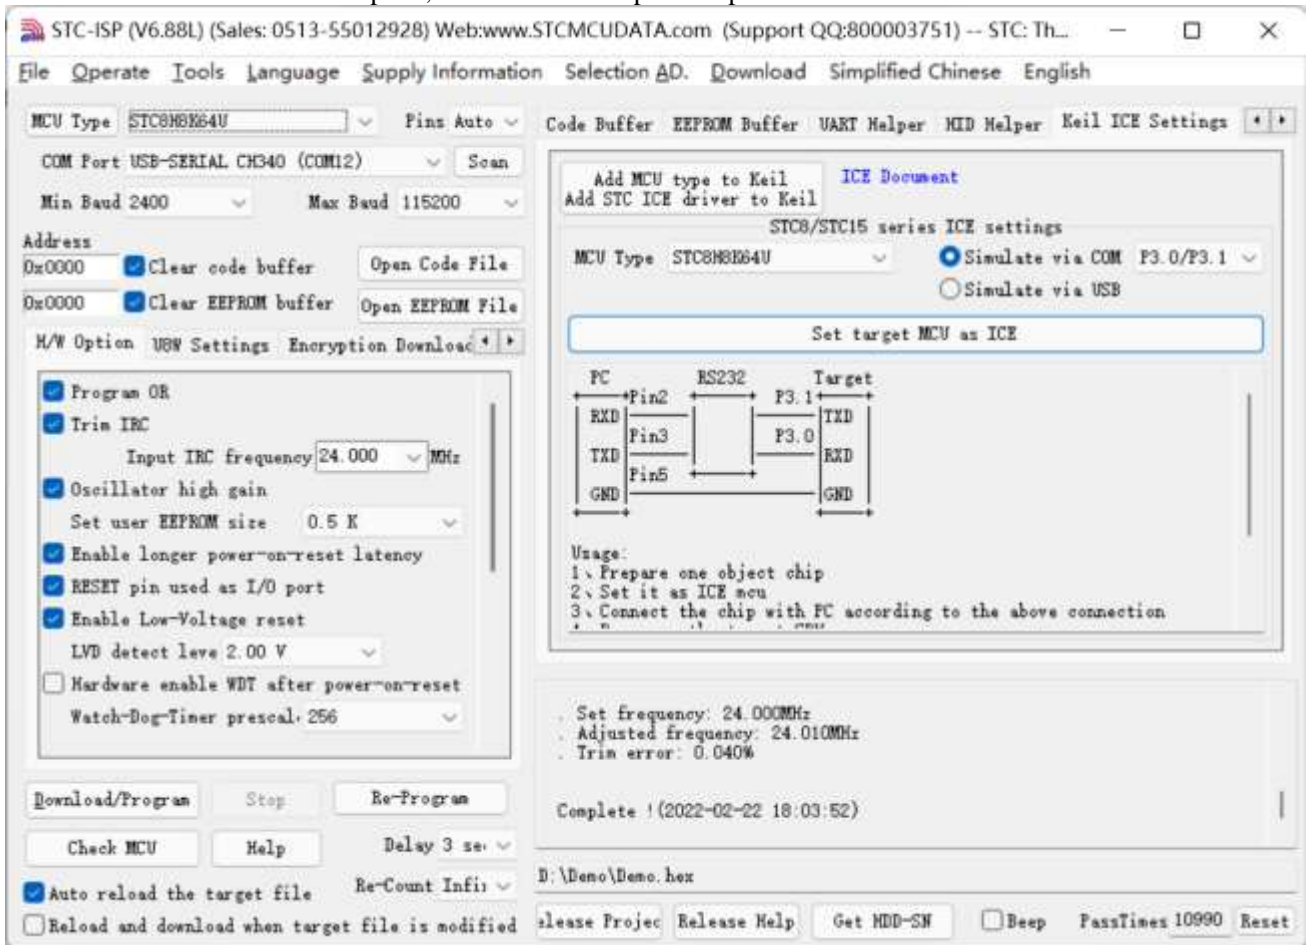 STC-ISP (V6.88L) (Sales: 0513-55012928) Web:www.STCMCUDATA.com (Support QQ:800003751) -- STC: Th...
File Operate Tools Language Supply Information Selection AD. Download Simplified Chinese English
MCU Type STC8H8K64U Pins Auto
COM Port USB-SERIAL CH340 (COM12) Scan
Min Baud 2400 Max Baud 115200
Address
0x0000 Clear code buffer Open Code File
0x0000 Clear EEPROM buffer Open EEPROM File
H/W Option U8W Settings Encryption Download
Program OK
Trim IRC
Input IRC frequency 24.000 MHz
Oscillator high gain
Set user EEPROM size 0.5 K
Enable longer power-on-reset latency
RESET pin used as I/O port
Enable Low-Voltage reset
LVD detect leve 2.00 V
Hardware enable WDT after power-on-reset
Watch-Dog-Timer prescal 256
Download/Program Stop Re-Program
Check MCU Help Delay 3 se
Auto reload the target file Re-Count Infi
Reload and download when target file is modified
Code Buffer EEPROM Buffer UART Helper HID Helper Keil ICE Settings
Add MCU type to Keil
Add STC ICE driver to Keil
ICE Document
STC8/STC15 series ICE settings
MCU Type STC8H8K64U Simulate via COM P3.0/P3.1
Simulate via USB
Set target MCU as ICE
PC RS232 Target
Pin2 P3.1
RXD TXD
Pin3 P3.0
TXD RXD
Pin5
GND GND
Usage:
1、Prepare one object chip
2、Set it as ICE mcu
3、Connect the chip with PC according to the above connection
. Set frequency: 24.000MHz
. Adjusted frequency: 24.010MHz
. Trim error: 0.040%
Complete !(2022-02-22 18:03:52)
D:\Demo\Demo.hex
elease Projec Release Help Get HDD-SN Beep PassTimes 10990 Reset